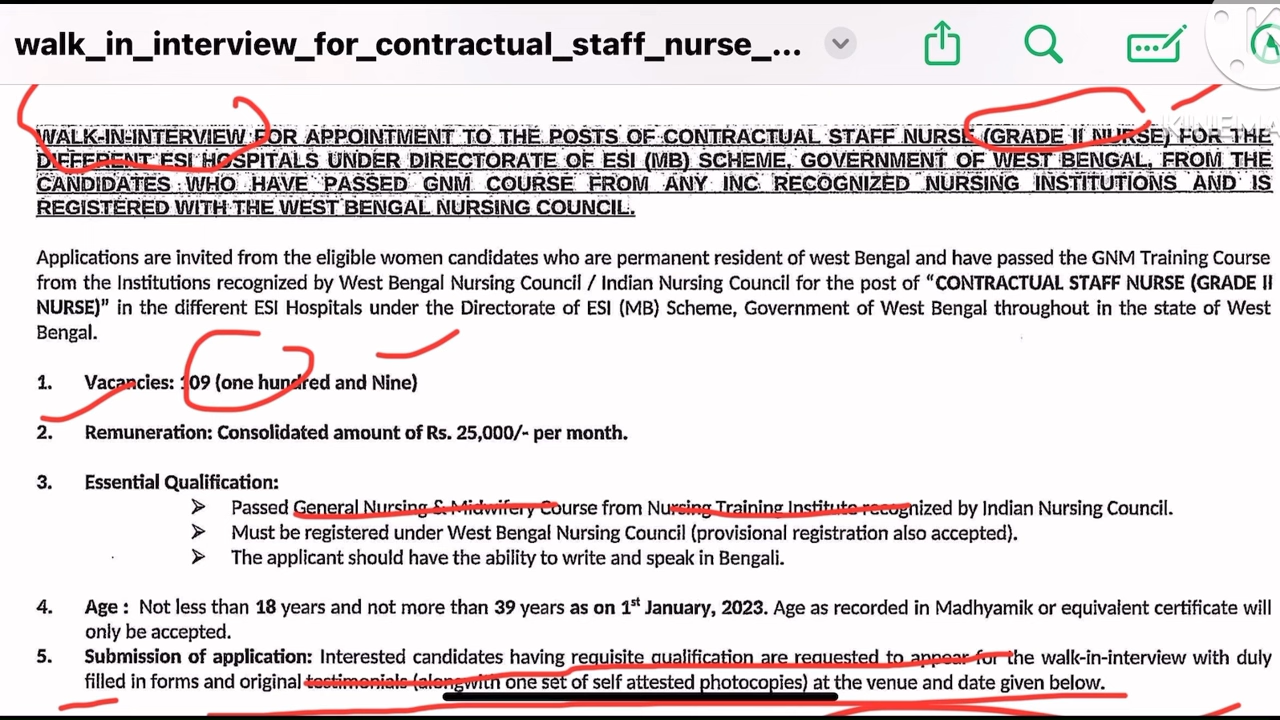 walk_in_interview_for_contractual_staff_nurse_...
KINEMA
WALK-IN-INTERVIEW FOR APPOINTMENT TO THE POSTS OF CONTRACTUAL STAFF NURSE (GRADE II NURSE) FOR THE
DIFFERENT ESI HOSPITALS UNDER DIRECTORATE OF ESI (MB) SCHEME, GOVERNMENT OF WEST BENGAL, FROM THE
CANDIDATES WHO HAVE PASSED GNM COURSE FROM ANY INC RECOGNIZED NURSING INSTITUTIONS AND IS
REGISTERED WITH THE WEST BENGAL NURSING COUNCIL.
Applications are invited from the eligible women candidates who are permanent resident of west Bengal and have passed the GNM Training Course
from the Institutions recognized by West Bengal Nursing Council / Indian Nursing Council for the post of “CONTRACTUAL STAFF NURSE (GRADE II
NURSE)” in the different ESI Hospitals under the Directorate of ESI (MB) Scheme, Government of West Bengal throughout in the state of West
Bengal.
1. Vacancies: 109 (one hundred and Nine)
2. Remuneration: Consolidated amount of Rs. 25,000/- per month.
3. Essential Qualification:
➢ Passed General Nursing & Midwifery Course from Nursing Training Institute recognized by Indian Nursing Council.
➢ Must be registered under West Bengal Nursing Council (provisional registration also accepted).
➢ The applicant should have the ability to write and speak in Bengali.
4. Age : Not less than 18 years and not more than 39 years as on 1st January, 2023. Age as recorded in Madhyamik or equivalent certificate will
only be accepted.
5. Submission of application: Interested candidates having requisite qualification are requested to appear for the walk-in-interview with duly
filled in forms and original testimonials (alongwith one set of self attested photocopies) at the venue and date given below.